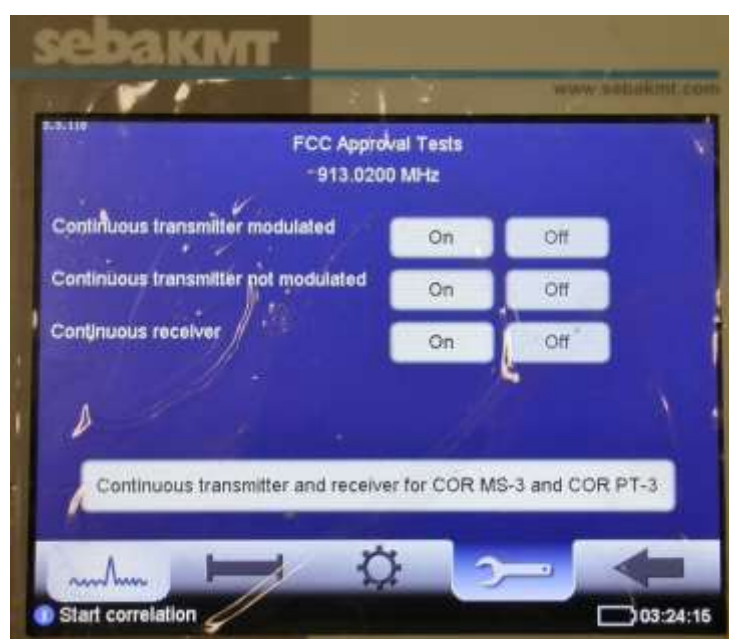 sebaKMT
www.sebakmt.com
FCC Approval Tests
913.0200 MHz
Continuous transmitter modulated
On
Off
Continuous transmitter not modulated
On
Off
Continuous receiver
On
Off
Continuous transmitter and receiver for COR MS-3 and COR PT-3
Start correlation
03:24:15